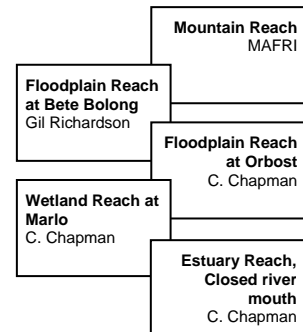 Mountain Reach
MAFRI
Floodplain Reach
at Bete Bolong
Gil Richardson
Floodplain Reach
at Orbost
C. Chapman
Wetland Reach at
Marlo
C. Chapman
Estuary Reach,
Closed river
mouth
C. Chapman